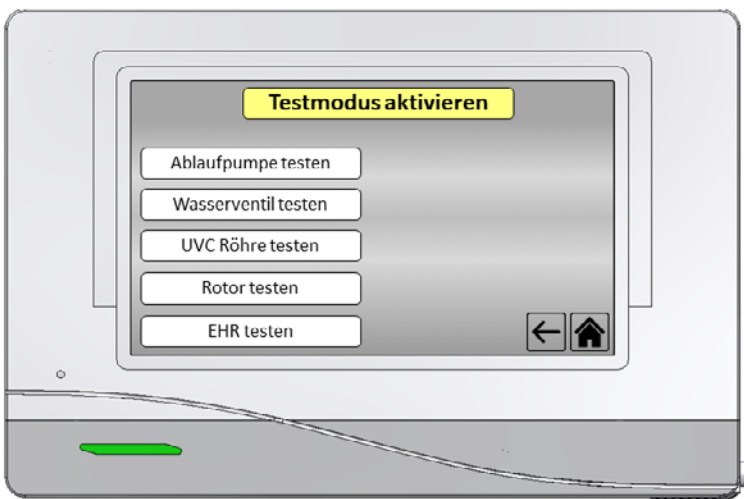 Testmodus aktivieren
Ablaufpumpe testen
Wasserventil testen
UVC Röhre testen
Rotor testen
EHR testen